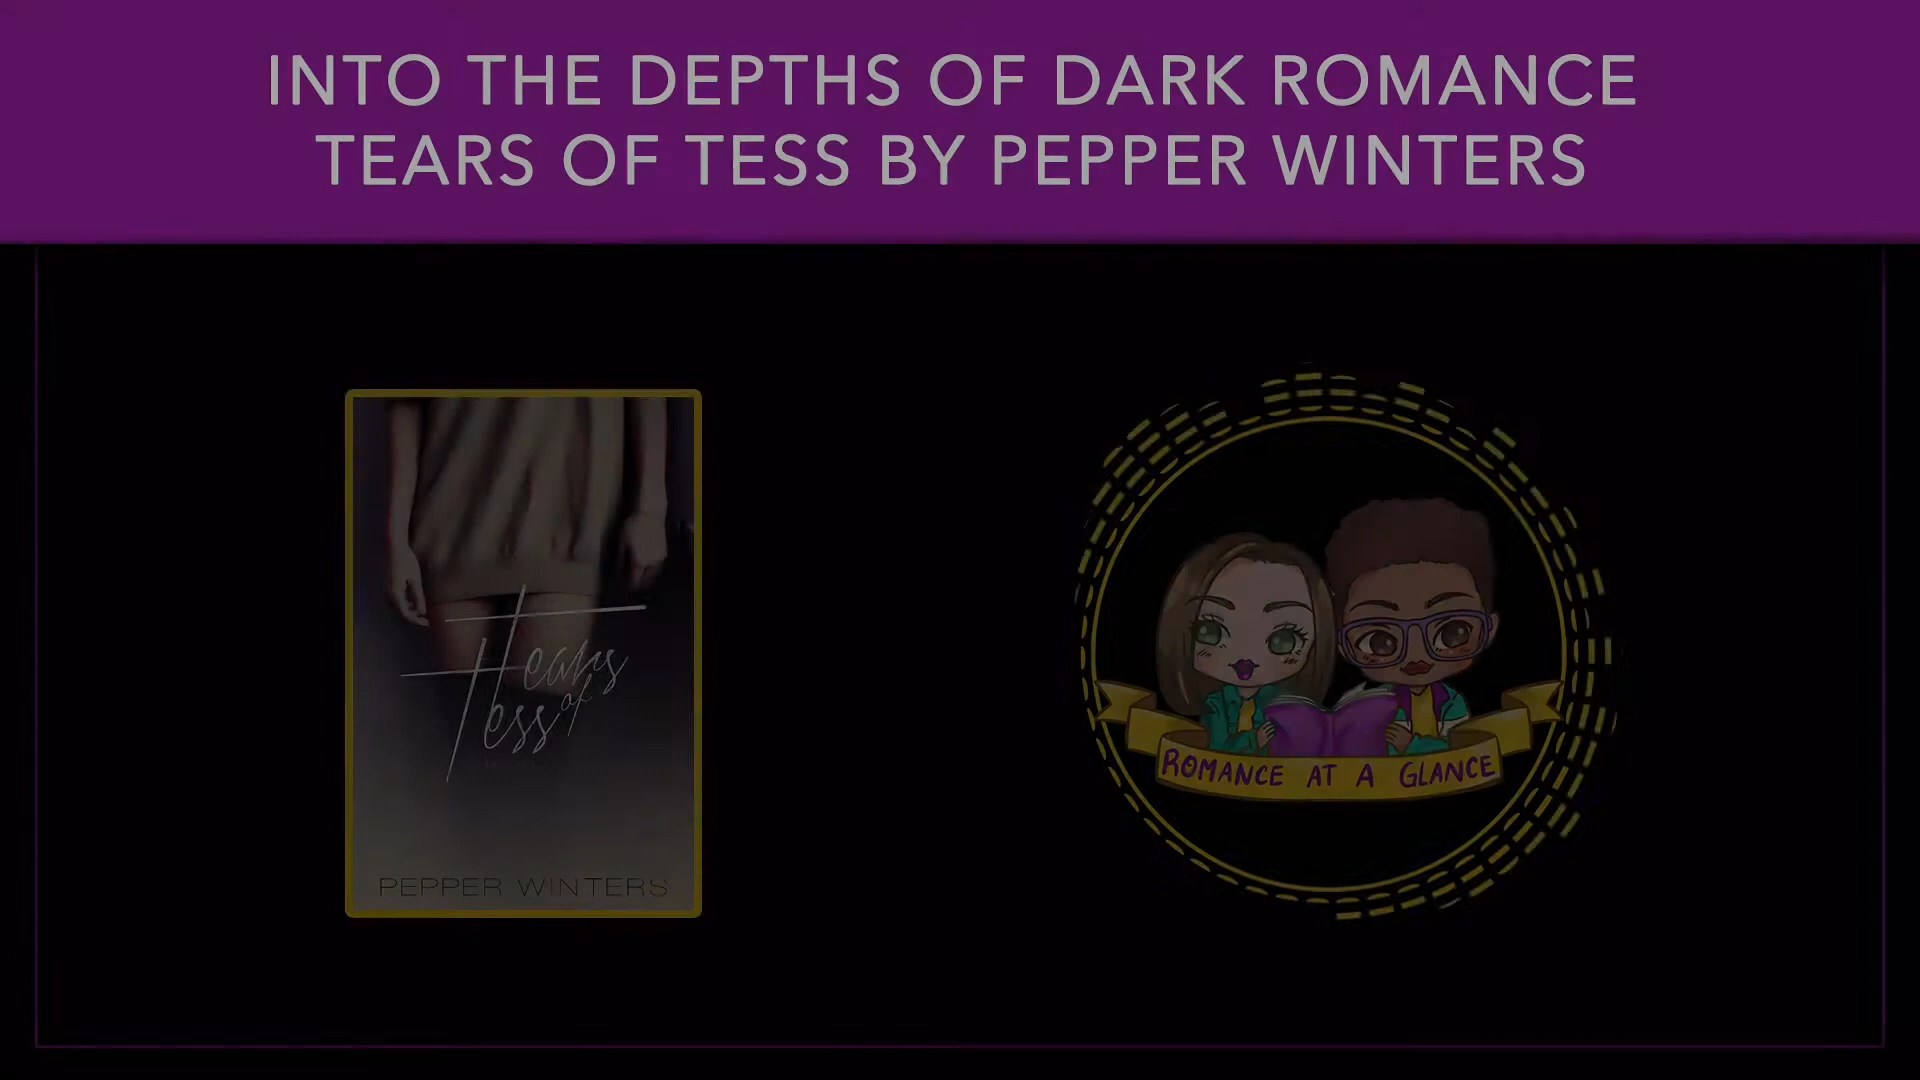 INTO THE DEPTHS OF DARK ROMANCE
TEARS OF TESS BY PEPPER WINTERS
Tears
of
Tess
PEPPER WINTERS
ROMANCE AT A GLANCE